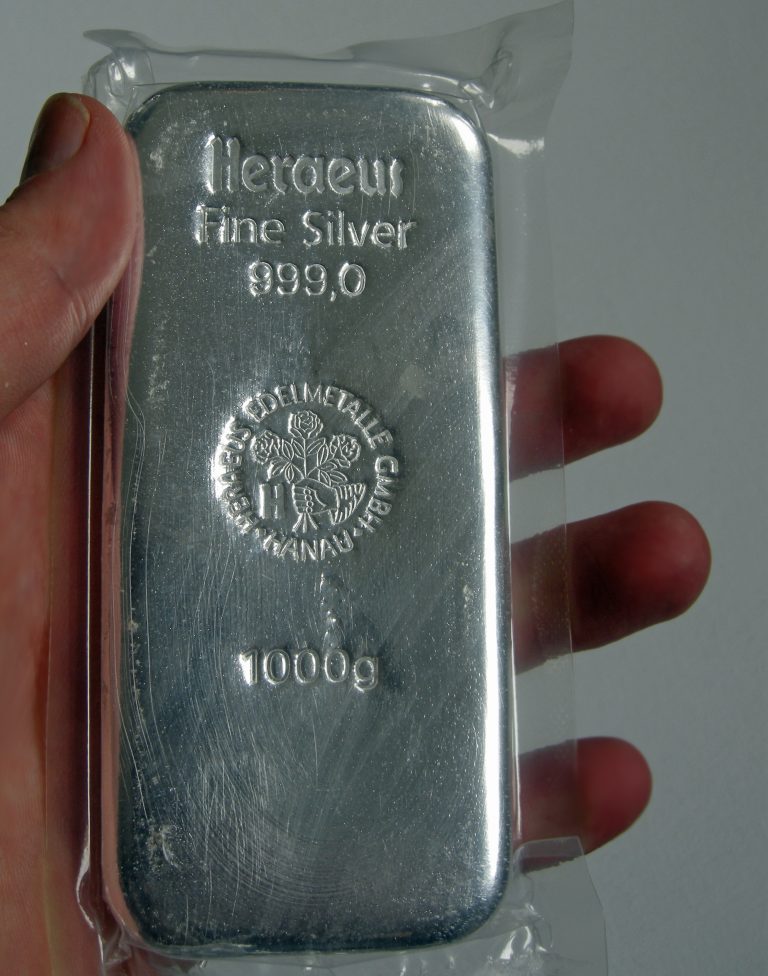 Heraeus
Fine Silver
999,0
HERAEUS EDELMETALLE GMBH
H
· HANAU ·
1000g